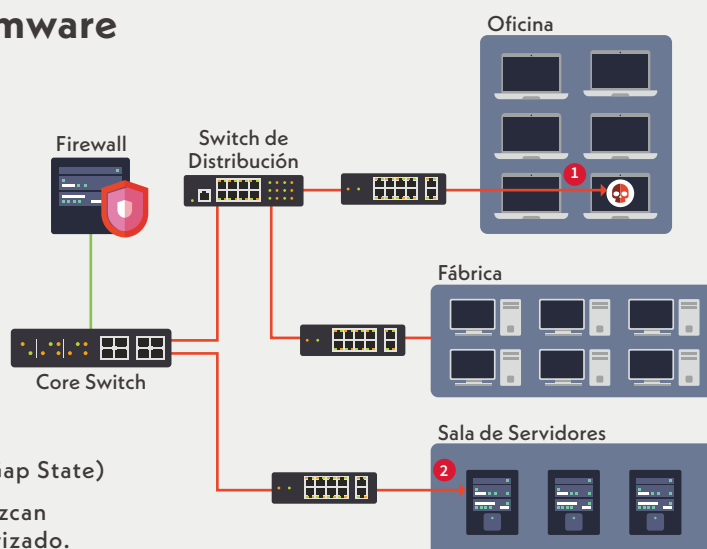 mware
Oficina
Firewall
Switch de
Distribución
1
Fábrica
Core Switch
Sala de Servidores
ap State)
2
zcan
izado.